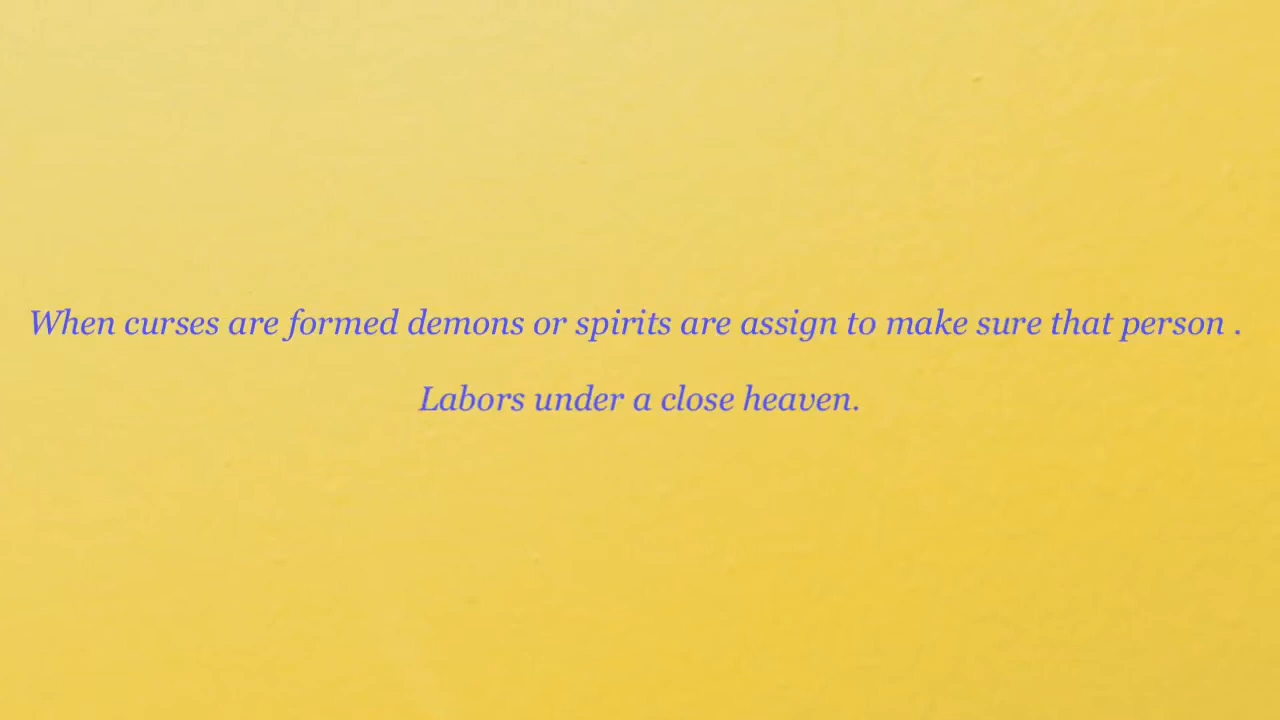 When curses are formed demons or spirits are assign to make sure that person .
Labors under a close heaven.